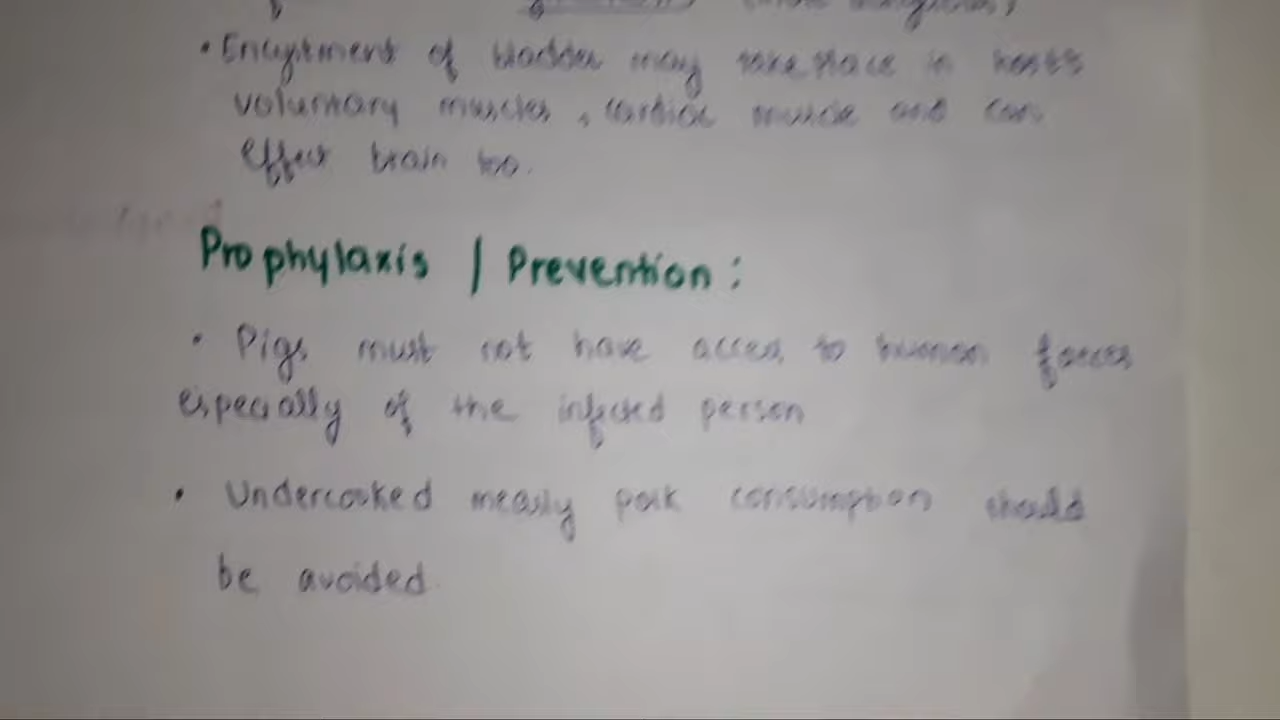 • Encystment of bladder may take place in host's
voluntary muscles, cardiac muscle and can
effect brain too.
Prophylaxis / Prevention:
• Pigs must not have access to human faeces
especially of the infected person
• Undercooked measly pork consumption should
be avoided